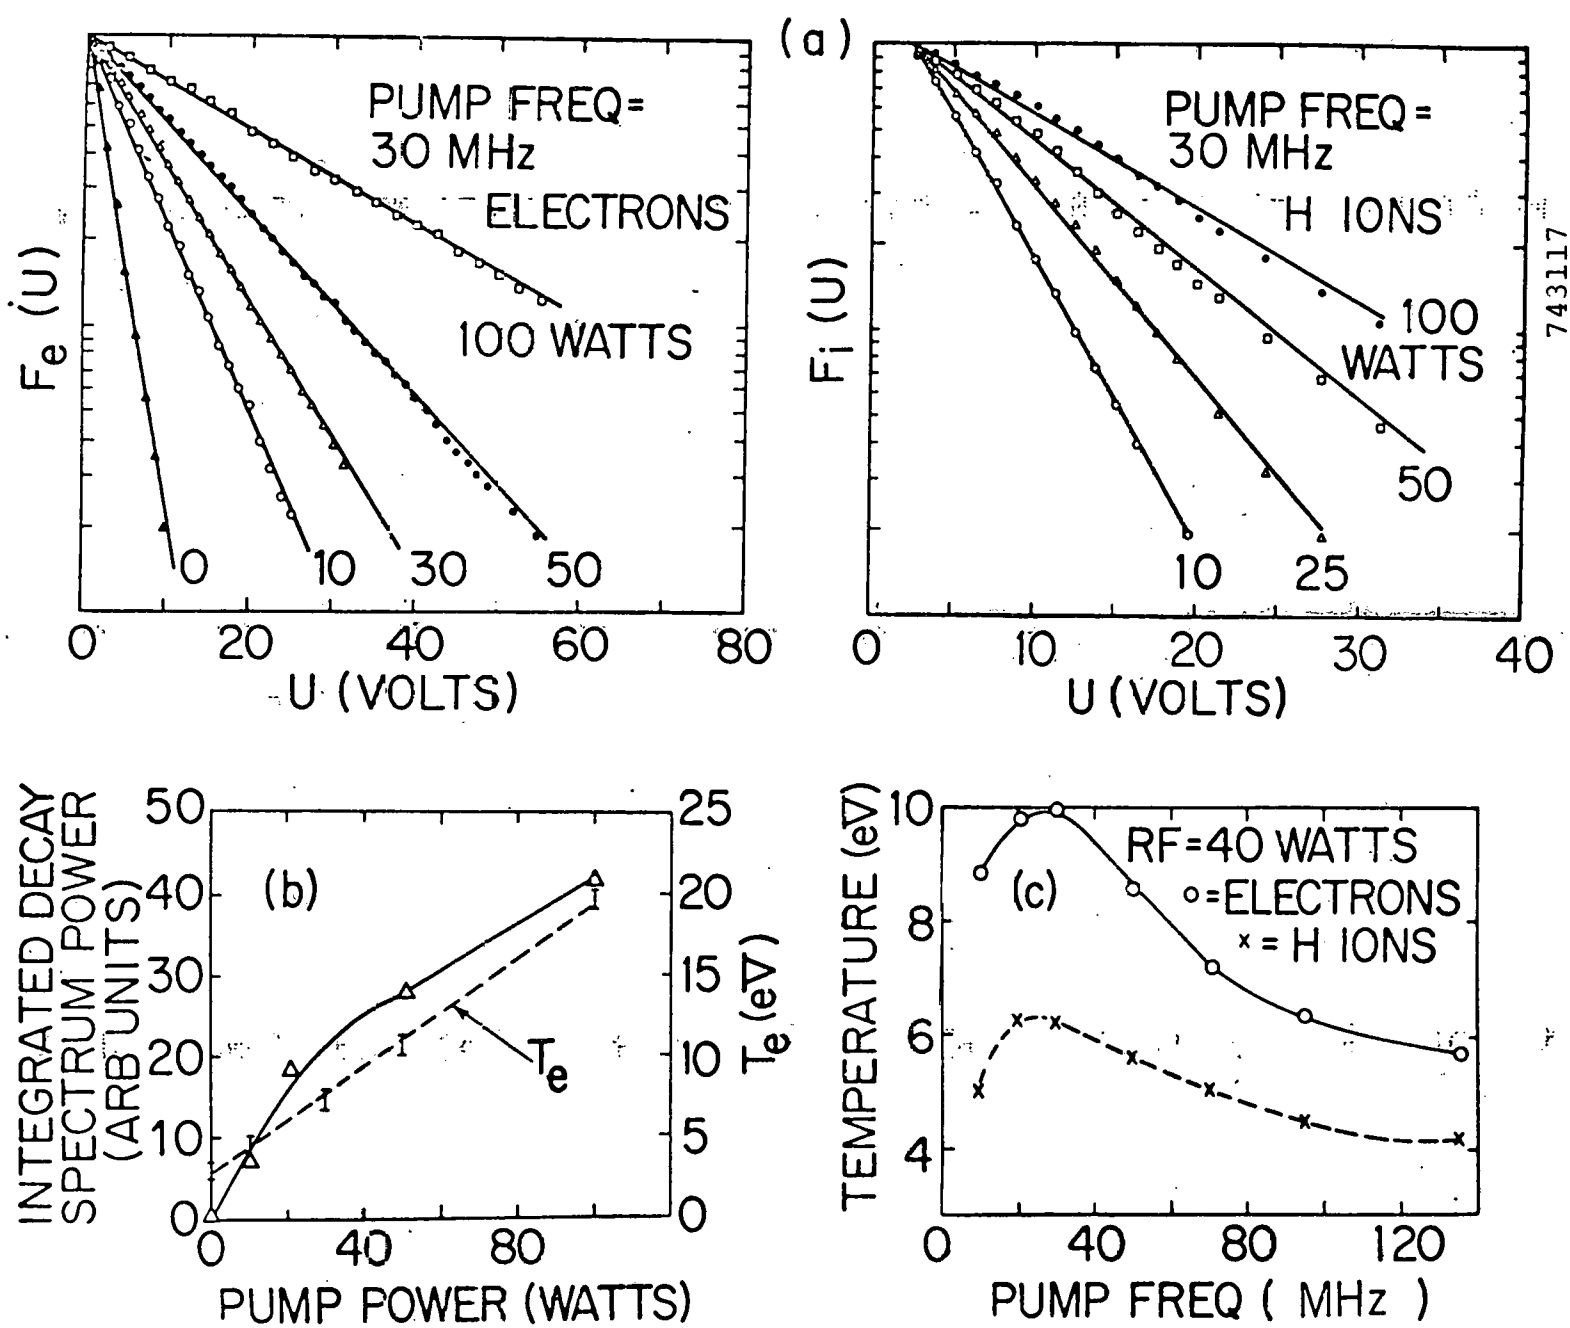 (a)
PUMP FREQ=
30 MHz
ELECTRONS
100 WATTS
0
10
30
50
Fe (U)
0
20
40
60
80
U (VOLTS)
PUMP FREQ=
30 MHz
H IONS
100
WATTS
50
10
25
Fi (U)
0
10
20
30
40
U (VOLTS)
743117
INTEGRATED DECAY
SPECTRUM POWER
(ARB UNITS)
50
40
30
20
10
0
(b)
Te
25
20
15
10
5
0
Te (eV)
0
40
80
PUMP POWER (WATTS)
TEMPERATURE (eV)
10
8
6
4
RF=40 WATTS
(c)
o=ELECTRONS
x = H IONS
0
40
80
120
PUMP FREQ ( MHz )